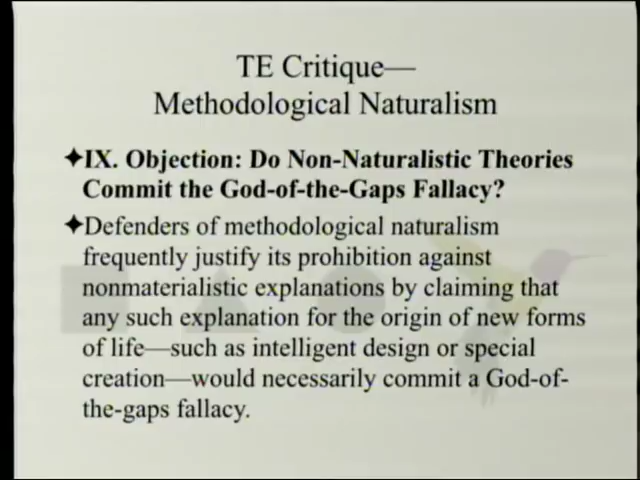 TE Critique—
Methodological Naturalism
✦IX. Objection: Do Non-Naturalistic Theories
Commit the God-of-the-Gaps Fallacy?
✦Defenders of methodological naturalism
frequently justify its prohibition against
nonmaterialistic explanations by claiming that
any such explanation for the origin of new forms
of life—such as intelligent design or special
creation—would necessarily commit a God-of-
the-gaps fallacy.